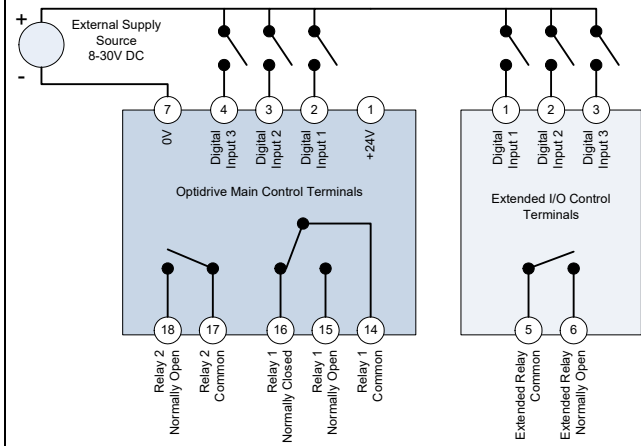 +
External Supply
Source
8-30V DC
-
7
4
3
2
1
1
2
3
0V
Digital
Input 3
Digital
Input 2
Digital
Input 1
+24V
Digital
Input 1
Digital
Input 2
Digital
Input 3
Optidrive Main Control Terminals
Extended I/O Control
Terminals
18
17
16
15
14
5
6
Relay 2
Normally Open
Relay 2
Common
Relay 1
Normally Closed
Relay 1
Normally Open
Relay 1
Common
Extended Relay
Common
Extended Relay
Normally Open